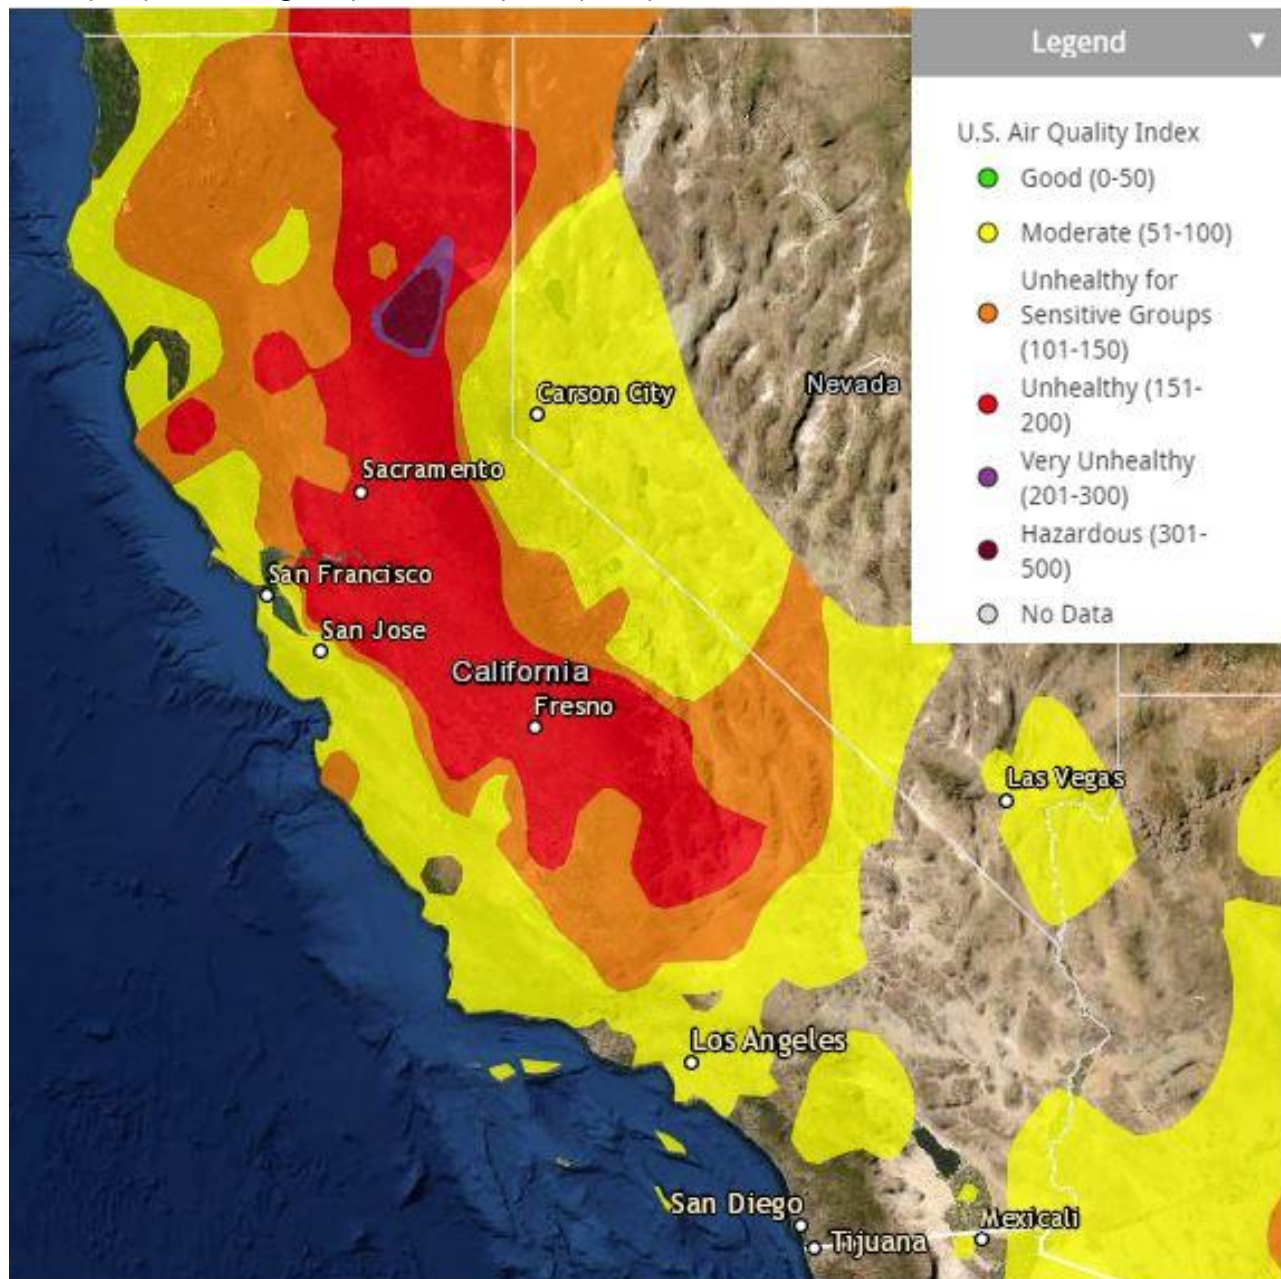 Legend
U.S. Air Quality Index
Good (0-50)
Moderate (51-100)
Unhealthy for
Sensitive Groups
(101-150)
Unhealthy (151-
200)
Very Unhealthy
(201-300)
Hazardous (301-
500)
No Data
Carson City
Nevada
Sacramento
San Francisco
San Jose
California
Fresno
Las Vegas
Los Angeles
San Diego
Mexicali
Tijuana